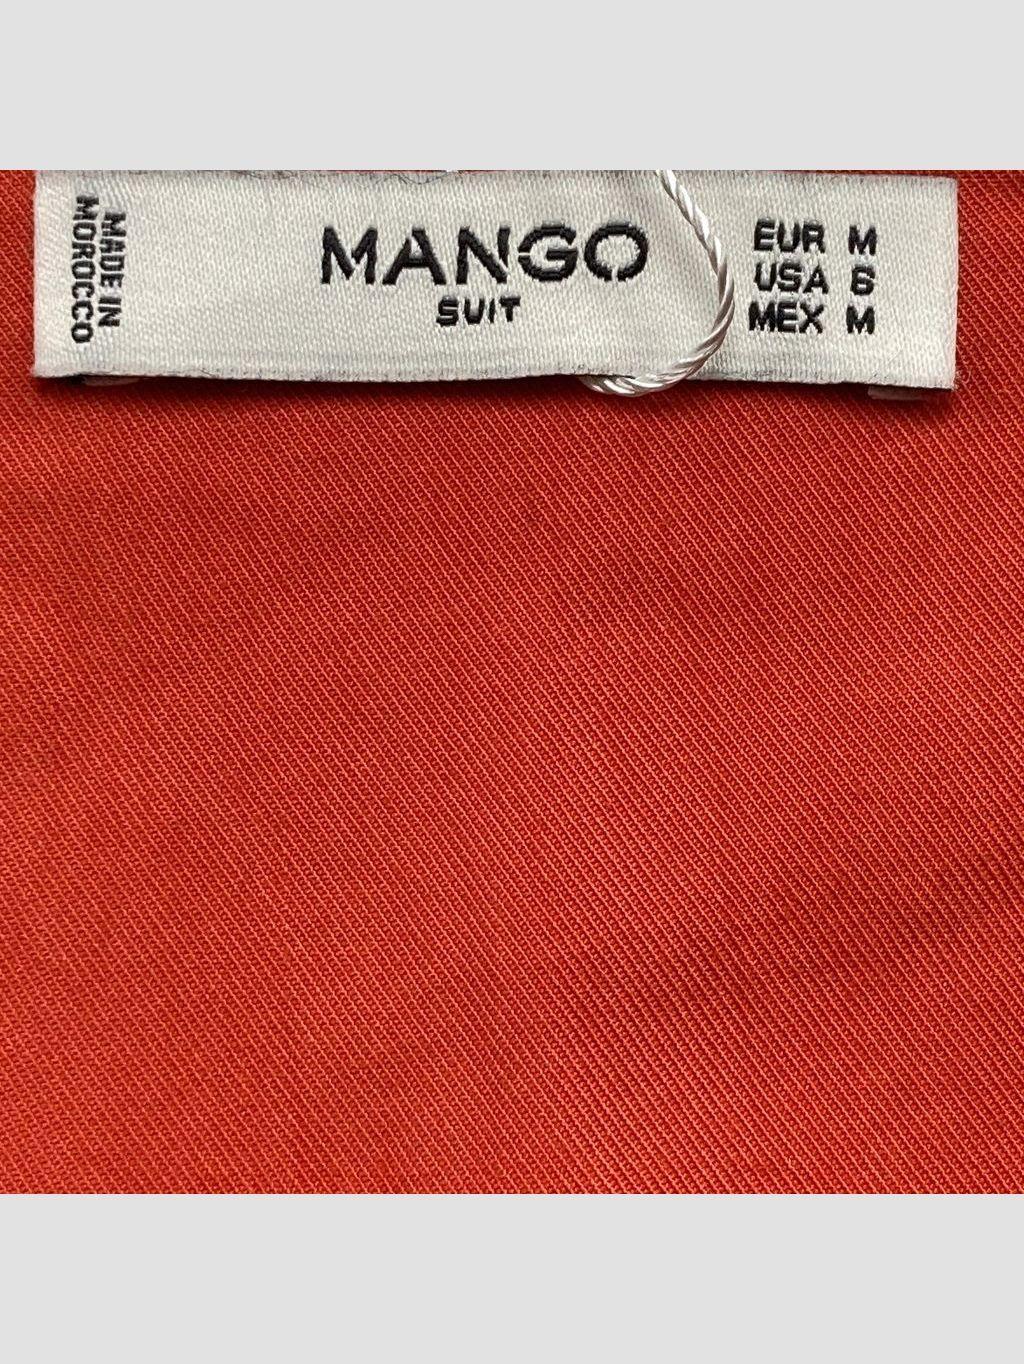 MADE IN
MOROCCO
MANGO
SUIT
EUR M
USA 6
MEX M